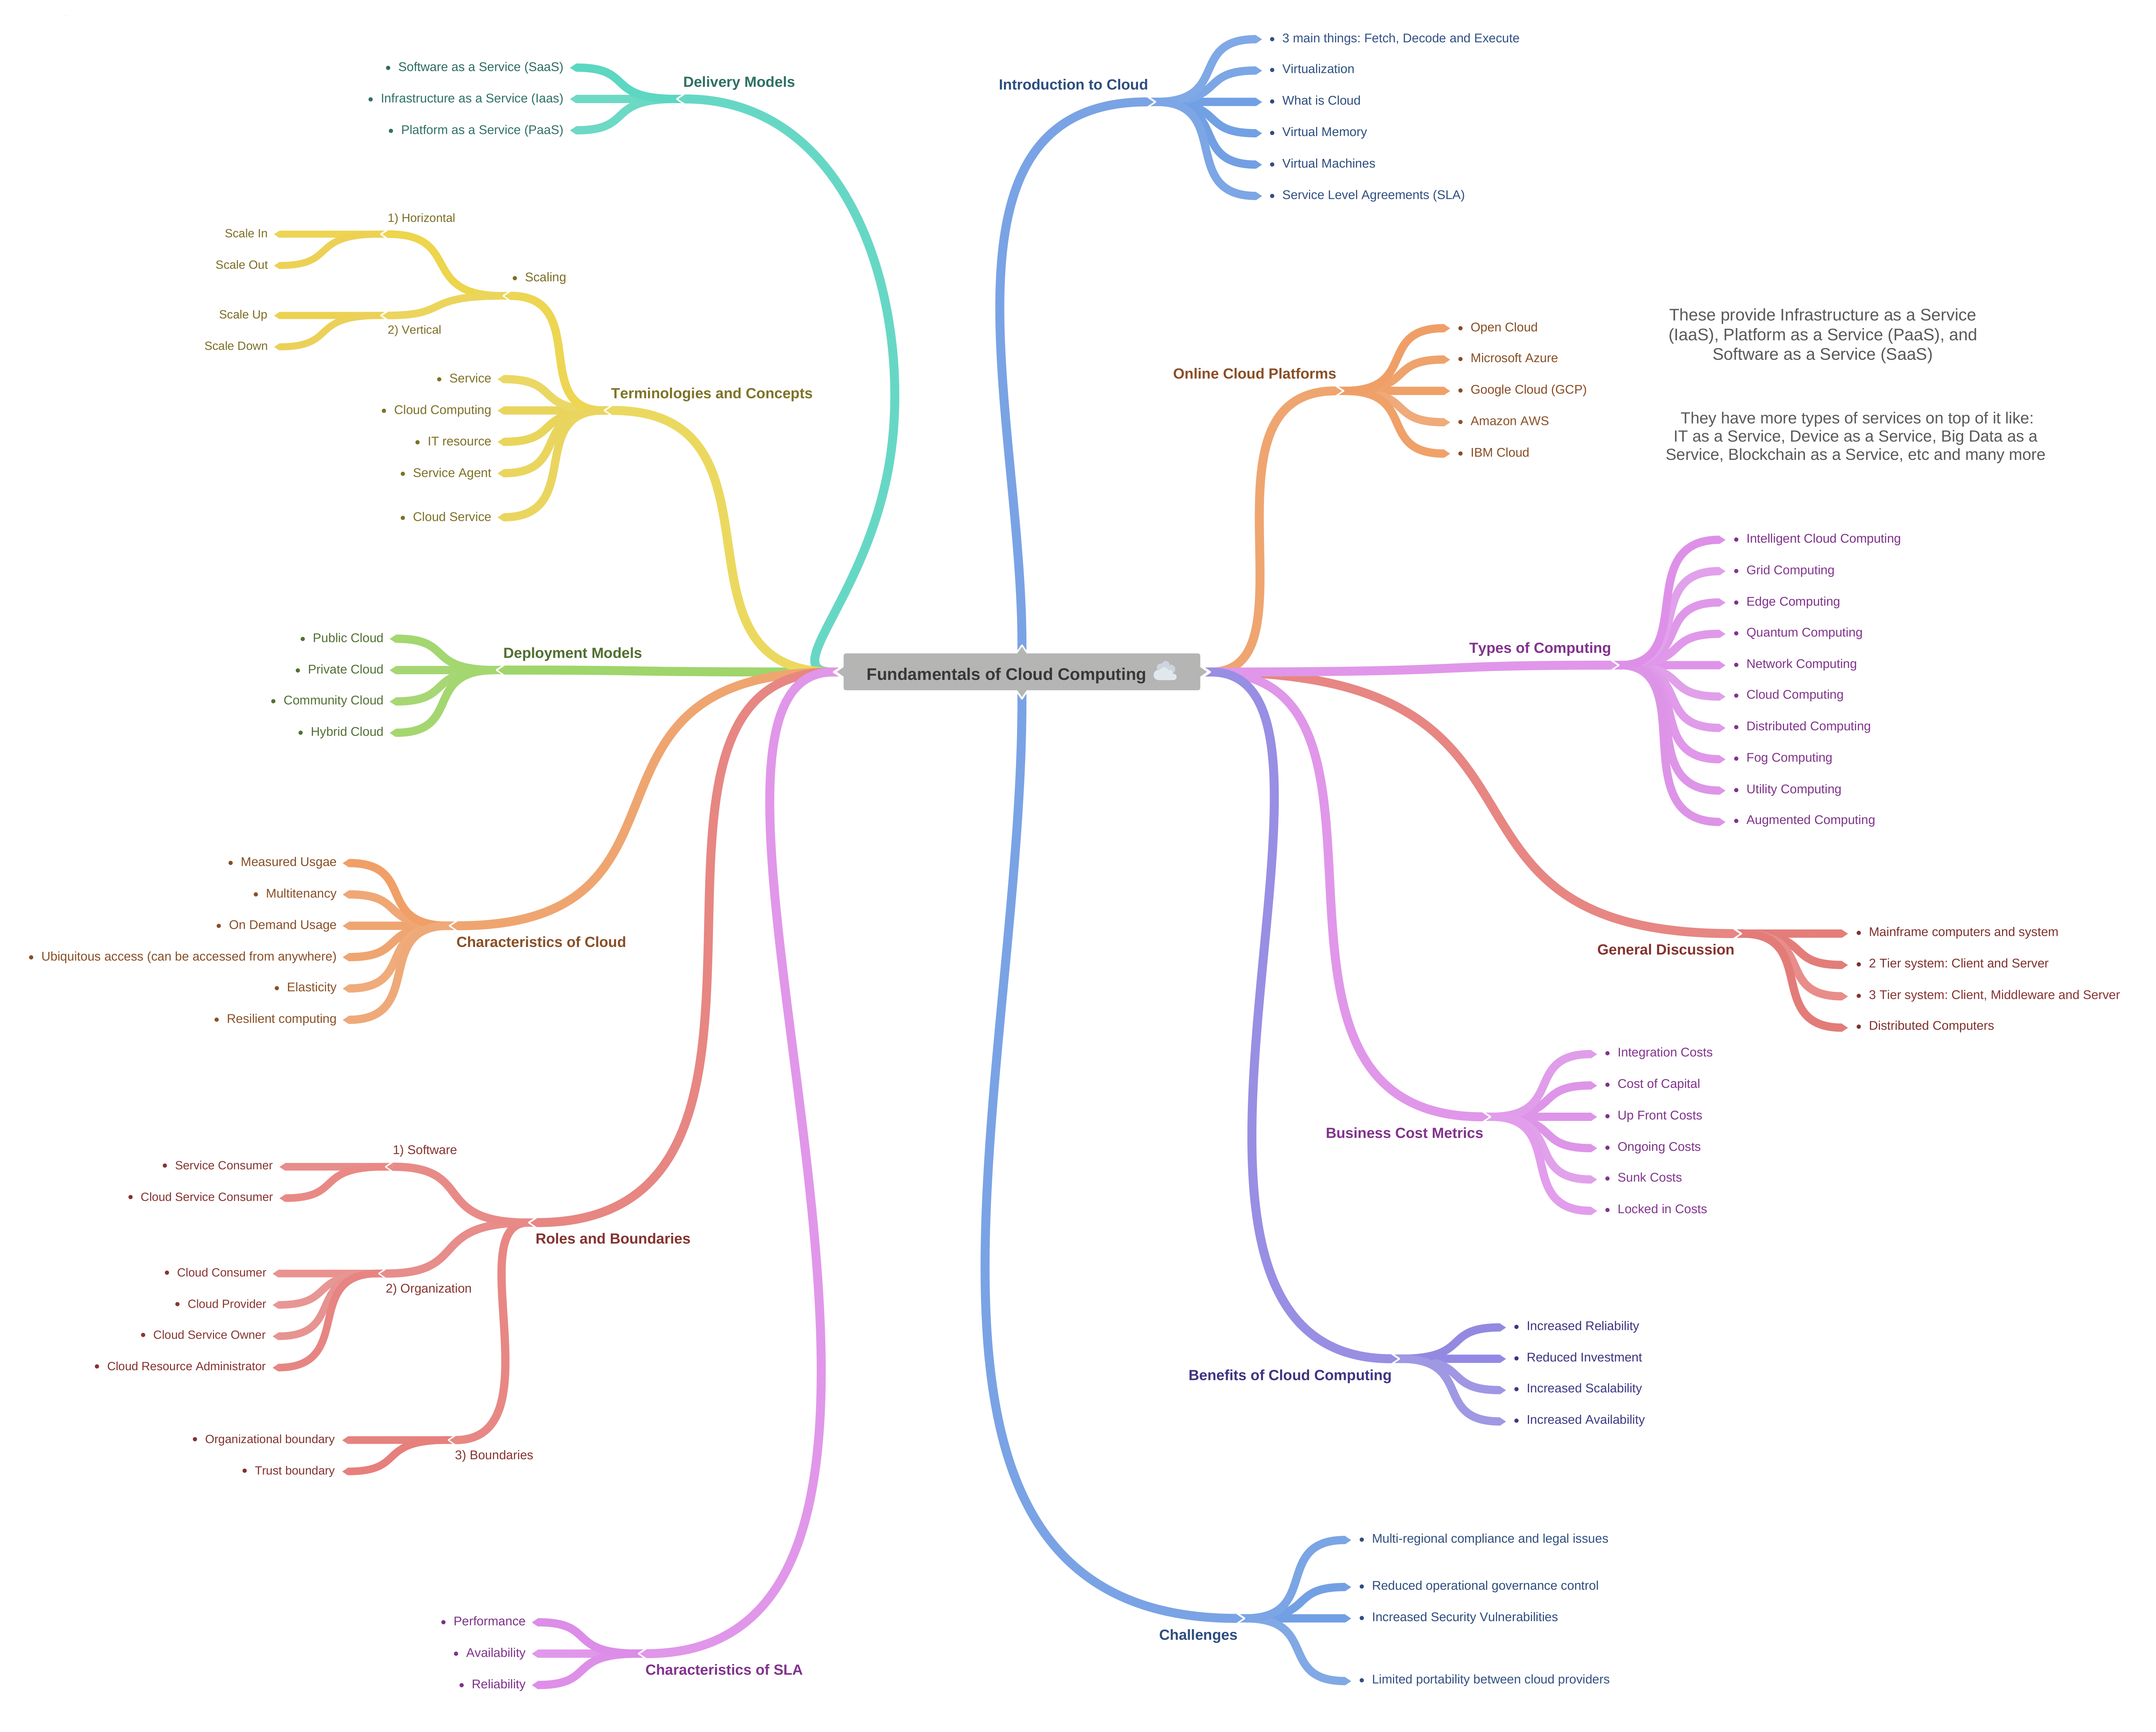 Fundamentals of Cloud Computing
Introduction to Cloud
• 3 main things: Fetch, Decode and Execute
• Virtualization
• What is Cloud
• Virtual Memory
• Virtual Machines
• Service Level Agreements (SLA)
Online Cloud Platforms
• Open Cloud
• Microsoft Azure
• Google Cloud (GCP)
• Amazon AWS
• IBM Cloud
These provide Infrastructure as a Service
(IaaS), Platform as a Service (PaaS), and
Software as a Service (SaaS)
They have more types of services on top of it like:
IT as a Service, Device as a Service, Big Data as a
Service, Blockchain as a Service, etc and many more
Types of Computing
• Intelligent Cloud Computing
• Grid Computing
• Edge Computing
• Quantum Computing
• Network Computing
• Cloud Computing
• Distributed Computing
• Fog Computing
• Utility Computing
• Augmented Computing
General Discussion
• Mainframe computers and system
• 2 Tier system: Client and Server
• 3 Tier system: Client, Middleware and Server
• Distributed Computers
Business Cost Metrics
• Integration Costs
• Cost of Capital
• Up Front Costs
• Ongoing Costs
• Sunk Costs
• Locked in Costs
Benefits of Cloud Computing
• Increased Reliability
• Reduced Investment
• Increased Scalability
• Increased Availability
Challenges
• Multi-regional compliance and legal issues
• Reduced operational governance control
• Increased Security Vulnerabilities
• Limited portability between cloud providers
Delivery Models
• Software as a Service (SaaS)
• Infrastructure as a Service (Iaas)
• Platform as a Service (PaaS)
Terminologies and Concepts
• Scaling
1) Horizontal
Scale In
Scale Out
2) Vertical
Scale Up
Scale Down
• Service
• Cloud Computing
• IT resource
• Service Agent
• Cloud Service
Deployment Models
• Public Cloud
• Private Cloud
• Community Cloud
• Hybrid Cloud
Characteristics of Cloud
• Measured Usgae
• Multitenancy
• On Demand Usage
• Ubiquitous access (can be accessed from anywhere)
• Elasticity
• Resilient computing
Roles and Boundaries
1) Software
• Service Consumer
• Cloud Service Consumer
2) Organization
• Cloud Consumer
• Cloud Provider
• Cloud Service Owner
• Cloud Resource Administrator
3) Boundaries
• Organizational boundary
• Trust boundary
Characteristics of SLA
• Performance
• Availability
• Reliability